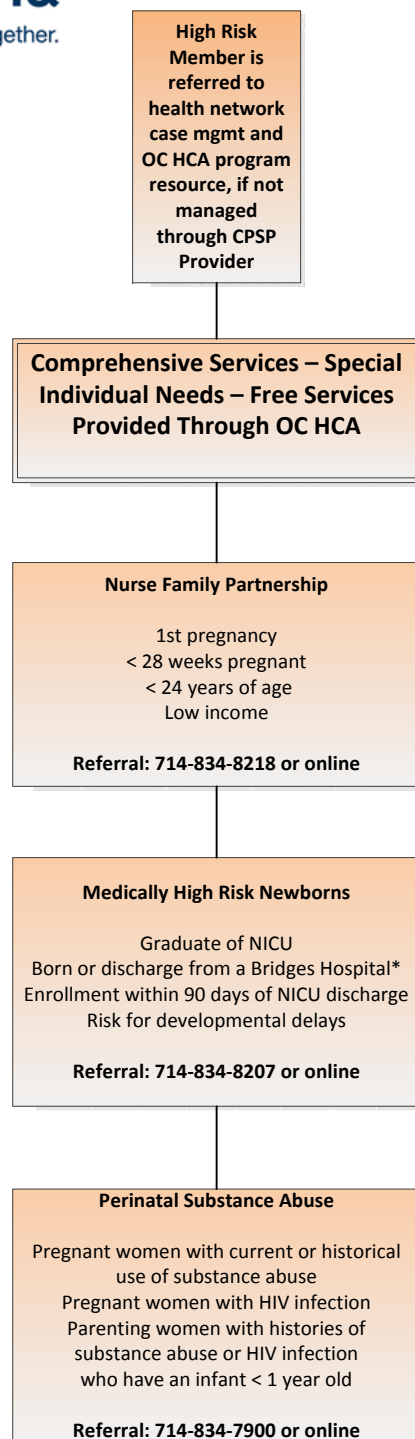 gether.
High Risk
Member is
referred to
health network
case mgmt and
OC HCA program
resource, if not
managed
through CPSP
Provider
Comprehensive Services – Special
Individual Needs – Free Services
Provided Through OC HCA
Nurse Family Partnership
1st pregnancy
< 28 weeks pregnant
< 24 years of age
Low income
Referral: 714-834-8218 or online
Medically High Risk Newborns
Graduate of NICU
Born or discharge from a Bridges Hospital*
Enrollment within 90 days of NICU discharge
Risk for developmental delays
Referral: 714-834-8207 or online
Perinatal Substance Abuse
Pregnant women with current or historical
use of substance abuse
Pregnant women with HIV infection
Parenting women with histories of
substance abuse or HIV infection
who have an infant < 1 year old
Referral: 714-834-7900 or online